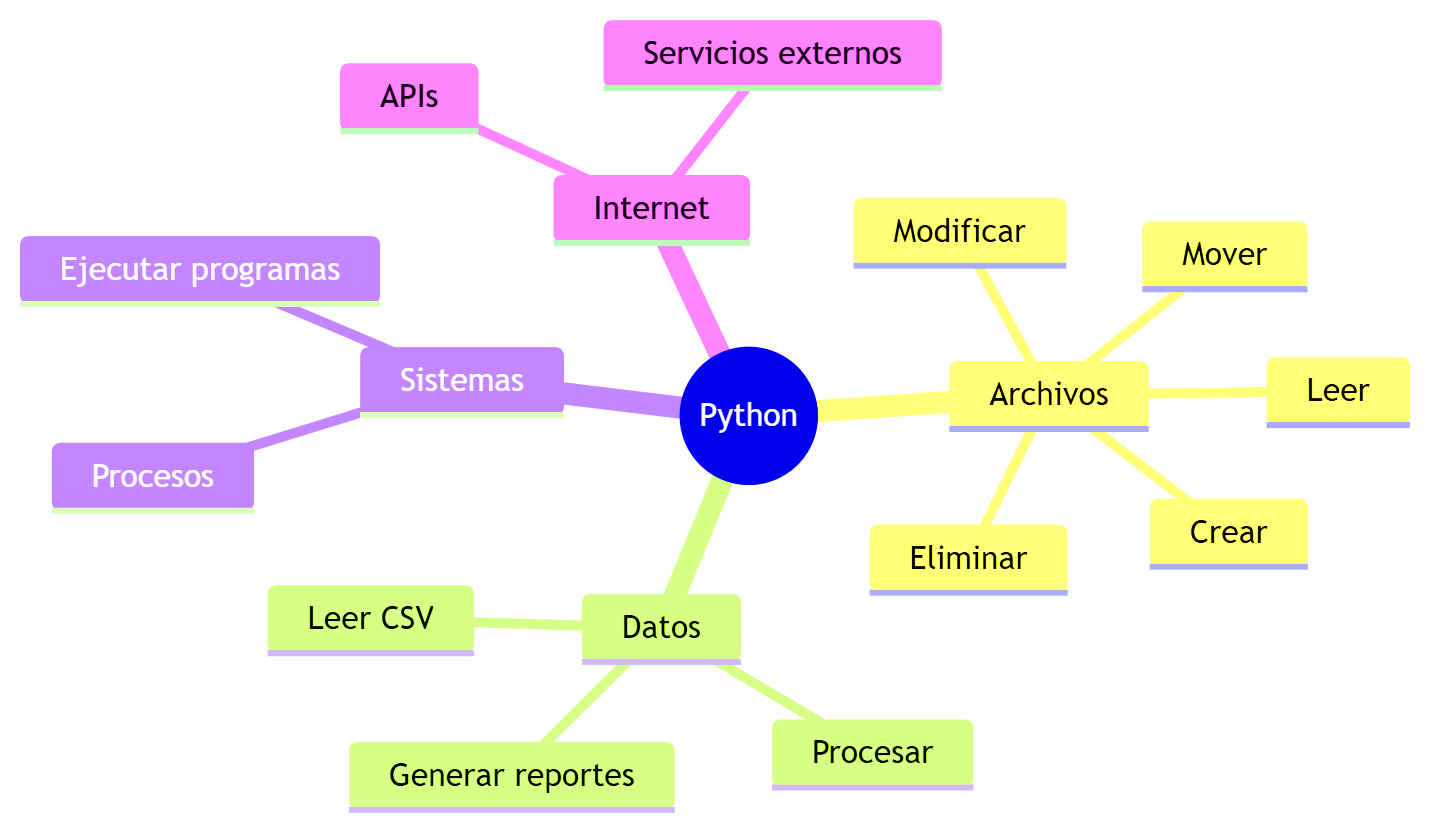 Servicios externos
APIs
Internet
Modificar
Mover
Ejecutar programas
Sistemas
Python
Archivos
Leer
Procesos
Crear
Eliminar
Leer CSV
Datos
Procesar
Generar reportes